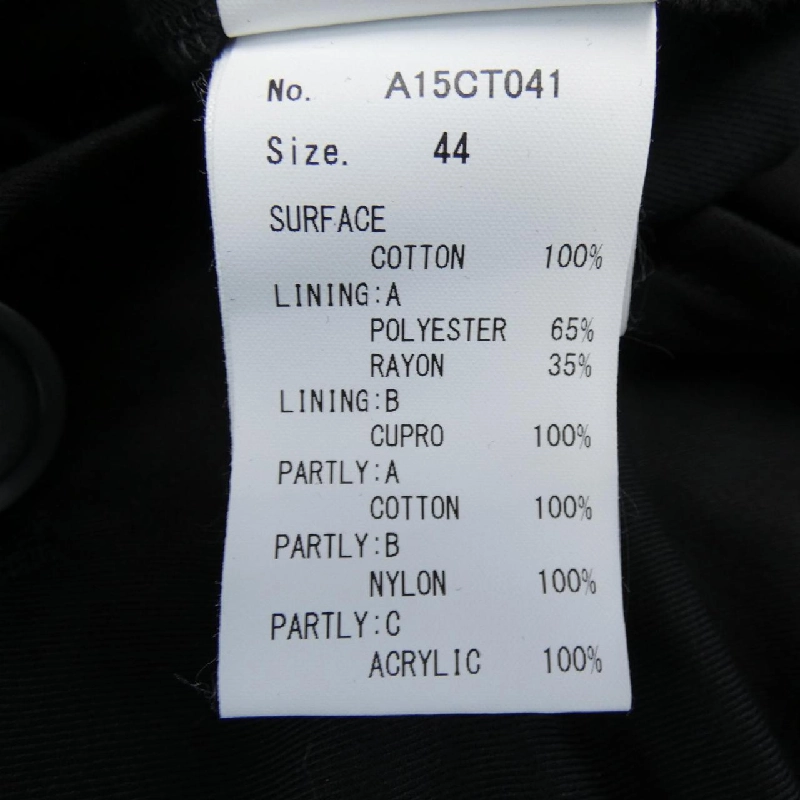 No. A15CT041
Size. 44
SURFACE
COTTON 100%
LINING:A
POLYESTER 65%
RAYON 35%
LINING:B
CUPRO 100%
PARTLY:A
COTTON 100%
PARTLY:B
NYLON 100%
PARTLY:C
ACRYLIC 100%